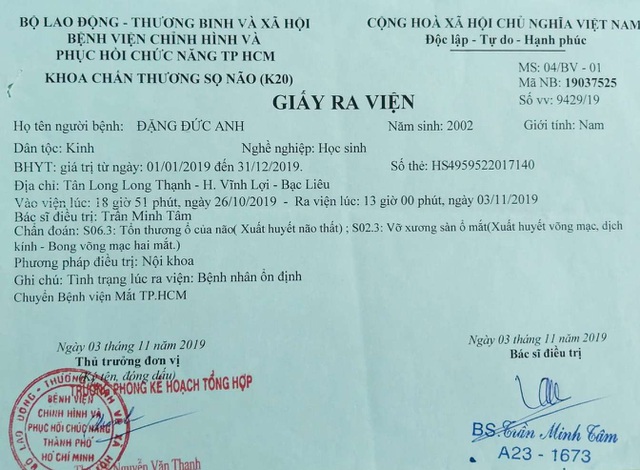 BỘ LAO ĐỘNG - THƯƠNG BINH VÀ XÃ HỘI
BỆNH VIỆN CHỈNH HÌNH VÀ
PHỤC HỒI CHỨC NĂNG TP HCM
KHOA CHẤN THƯƠNG SỌ NÃO (K20)
CỘNG HOÀ XÃ HỘI CHỦ NGHĨA VIỆT NAM
Độc lập - Tự do - Hạnh phúc
MS: 04/BV - 01
Mã NB: 19037525
Số vv: 9429/19
GIẤY RA VIỆN
Họ tên người bệnh: ĐẶNG ĐỨC ANH Năm sinh: 2002 Giới tính: Nam
Dân tộc: Kinh Nghề nghiệp: Học sinh
BHYT: giá trị từ ngày: 01/01/2019 đến 31/12/2019. Số thẻ: HS4959522017140
Địa chỉ: Tân Long Long Thạnh - H. Vĩnh Lợi - Bạc Liêu
Vào viện lúc: 18 giờ 51 phút, ngày 26/10/2019 - Ra viện lúc: 13 giờ 00 phút, ngày 03/11/2019
Bác sĩ điều trị: Trần Minh Tâm
Chẩn đoán: S06.3: Tổn thương ổ của não( Xuất huyết não thất) ; S02.3: Vỡ xương sàn ổ mắt(Xuất huyết võng mạc, dịch
kính - Bong võng mạc hai mắt.)
Phương pháp điều trị: Nội khoa
Ghi chú: Tình trạng lúc ra viện: Bệnh nhân ổn định
Chuyển Bệnh viện Mắt TP.HCM
Ngày 03 tháng 11 năm 2019
Thủ trưởng đơn vị
(Ký tên, đóng dấu)
TRƯỞNG PHÒNG KẾ HOẠCH TỔNG HỢP
BỆNH VIỆN
CHỈNH HÌNH VÀ
PHỤC HỒI CHỨC NĂNG
THÀNH PHỐ
HỒ CHÍ MINH
Nguyễn Văn Thanh
Ngày 03 tháng 11 năm 2019
Bác sĩ điều trị
BS. Trần Minh Tâm
A23 - 1673